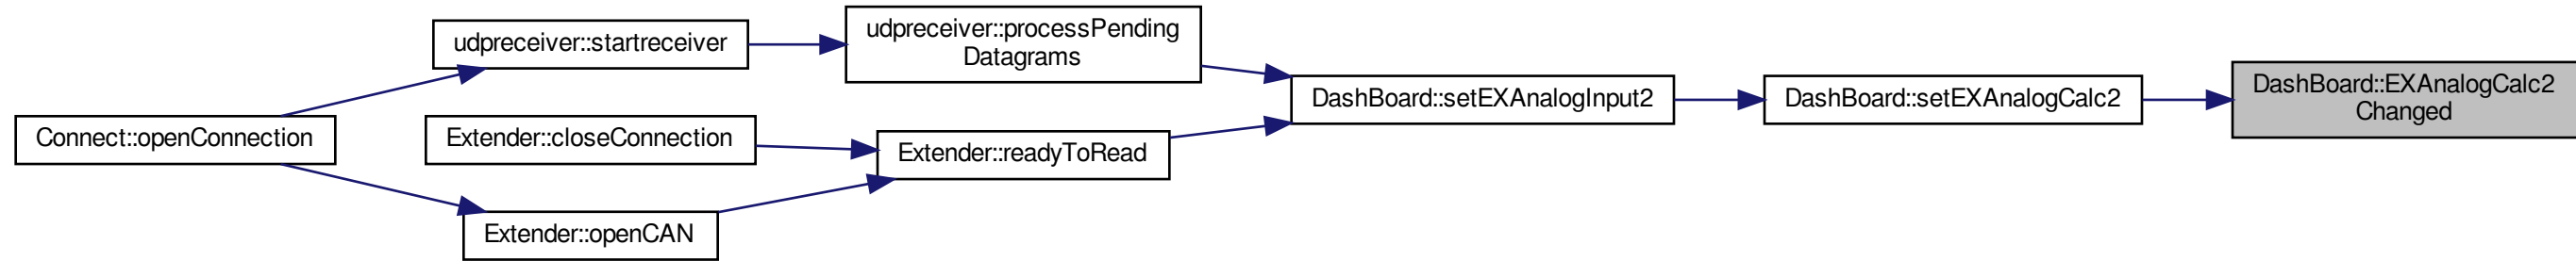 udpreceiver::startreceiver
udpreceiver::processPending
Datagrams
Connect::openConnection
Extender::closeConnection
Extender::openCAN
Extender::readyToRead
DashBoard::setEXAnalogInput2
DashBoard::setEXAnalogCalc2
DashBoard::EXAnalogCalc2
Changed